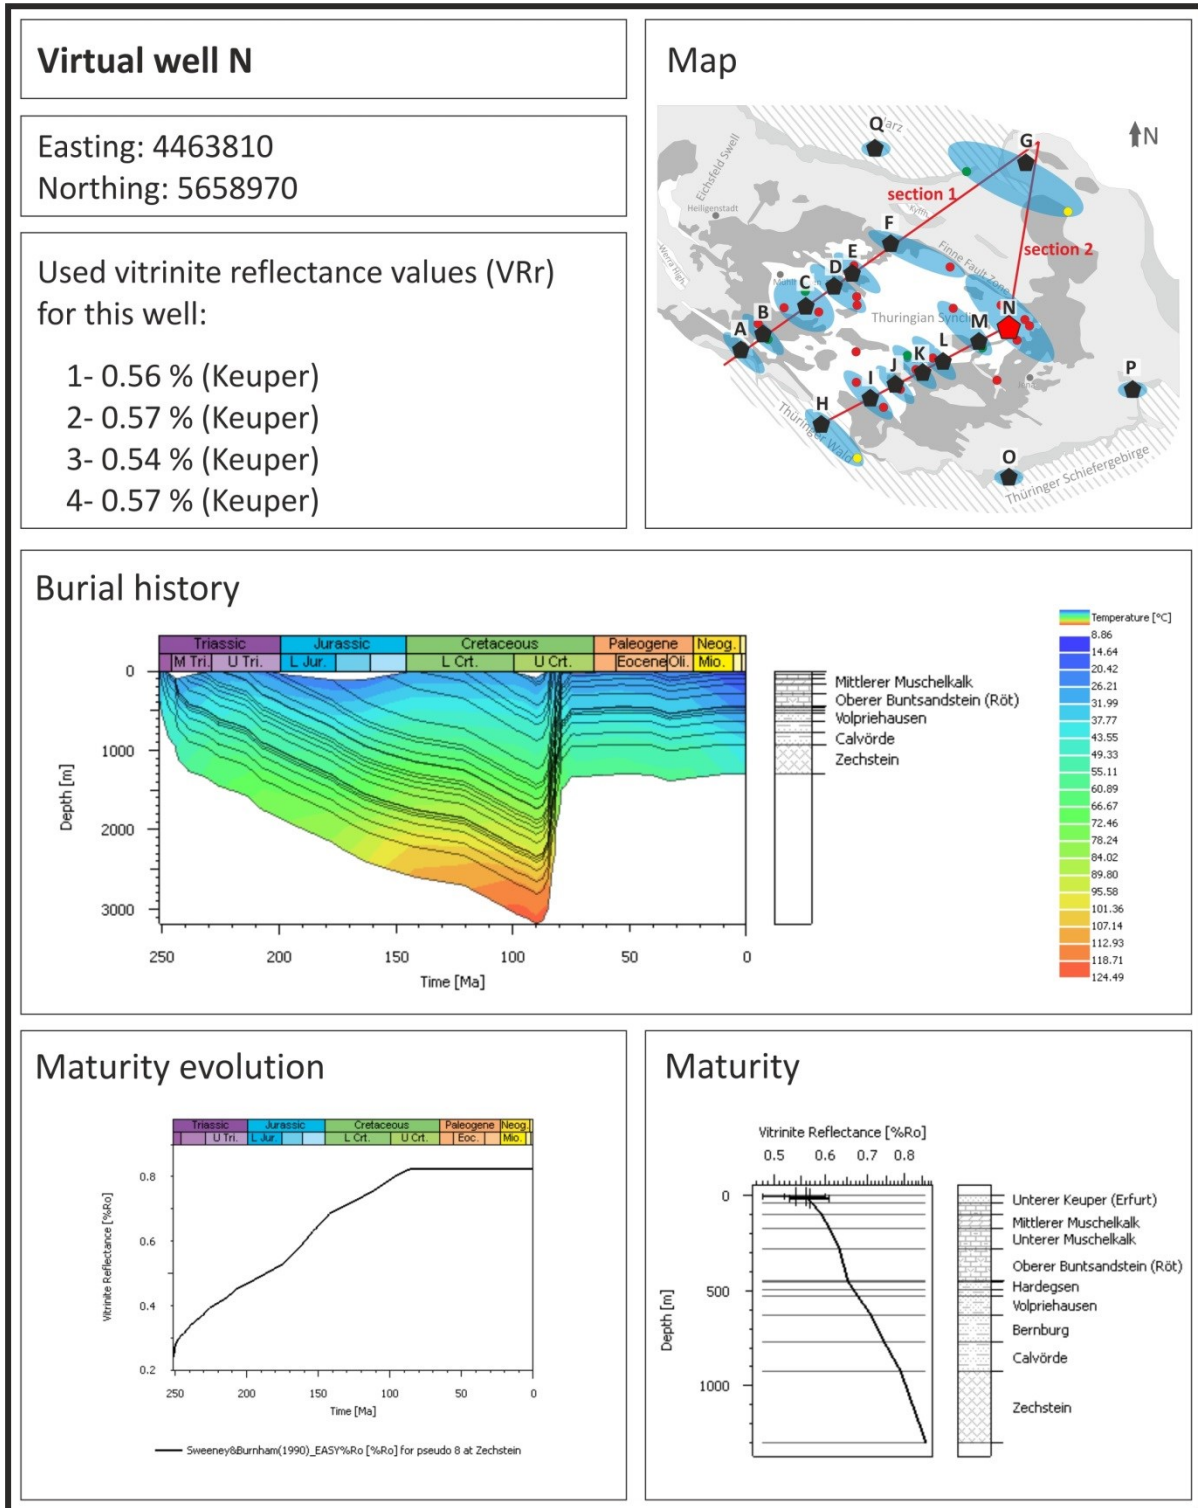 Virtual well N
Easting: 4463810
Northing: 5658970
Used vitrinite reflectance values (VRr)
for this well:
1- 0.56 % (Keuper)
2- 0.57 % (Keuper)
3- 0.54 % (Keuper)
4- 0.57 % (Keuper)
Map
N
Q
G
Eichsfeld Swell
Heiligenstadt
section 1
F
E
D
C
Finne Fault Zone
section 2
Werra High
B
A
Thuringian Syncli
N
M
L
K
J
I
H
P
O
Thüringer Wald
Thüringer Schiefergebirge
Burial history
Triassic Jurassic Cretaceous Paleogene Neog.
M Tri. U Tri. L Jur. L Crt. U Crt. Eocene Oli. Mio.
0
1000
2000
3000
Depth [m]
250 200 150 100 50 0
Time [Ma]
Mittlerer Muschelkalk
Oberer Buntsandstein (Röt)
Volpriehausen
Calvörde
Zechstein
Temperature [°C]
8.86
14.64
20.42
26.21
31.99
37.77
43.55
49.33
55.11
60.89
66.67
72.46
78.24
84.02
89.80
95.58
101.36
107.14
112.93
118.71
124.49
Maturity evolution
Triassic Jurassic Cretaceous Paleogene Neog.
U Tri. L Jur. L Crt. U Crt. Eoc. Mio.
0.8
0.6
0.4
0.2
Vitrinite Reflectance [%Ro]
250 200 150 100 50 0
Time [Ma]
Sweeney&Burnham(1990)_EASY%Ro [%Ro] for pseudo 8 at Zechstein
Maturity
Vitrinite Reflectance [%Ro]
0.5 0.6 0.7 0.8
0
500
1000
Depth [m]
Unterer Keuper (Erfurt)
Mittlerer Muschelkalk
Unterer Muschelkalk
Oberer Buntsandstein (Röt)
Hardegsen
Volpriehausen
Bernburg
Calvörde
Zechstein